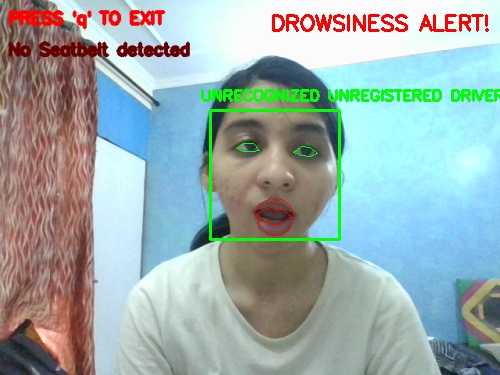 PRESS 'q' TO EXIT
DROWSINESS ALERT!
No Seatbelt detected
UNRECOGNIZED UNREGISTERED DRIVER